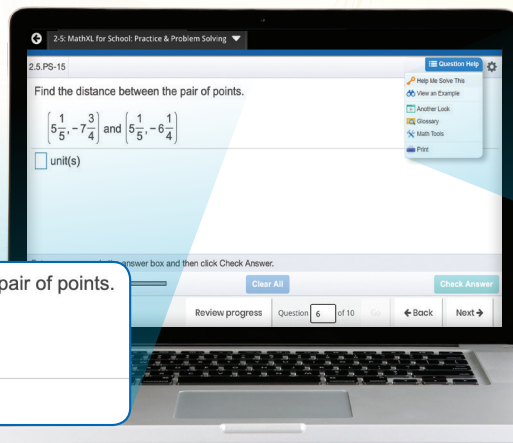 2-5: MathXL for School: Practice & Problem Solving
2.5.PS-15
Question Help
Help Me Solve This
View an Example
Another Look
Glossary
Math Tools
Print
Find the distance between the pair of points.
(5 1/5, −7 3/4) and (5 1/5, −6 1/4)
unit(s)
answer box and then click Check Answer.
pair of points.
Clear All
Check Answer
Review progress
Question 6 of 10
Go
Back
Next